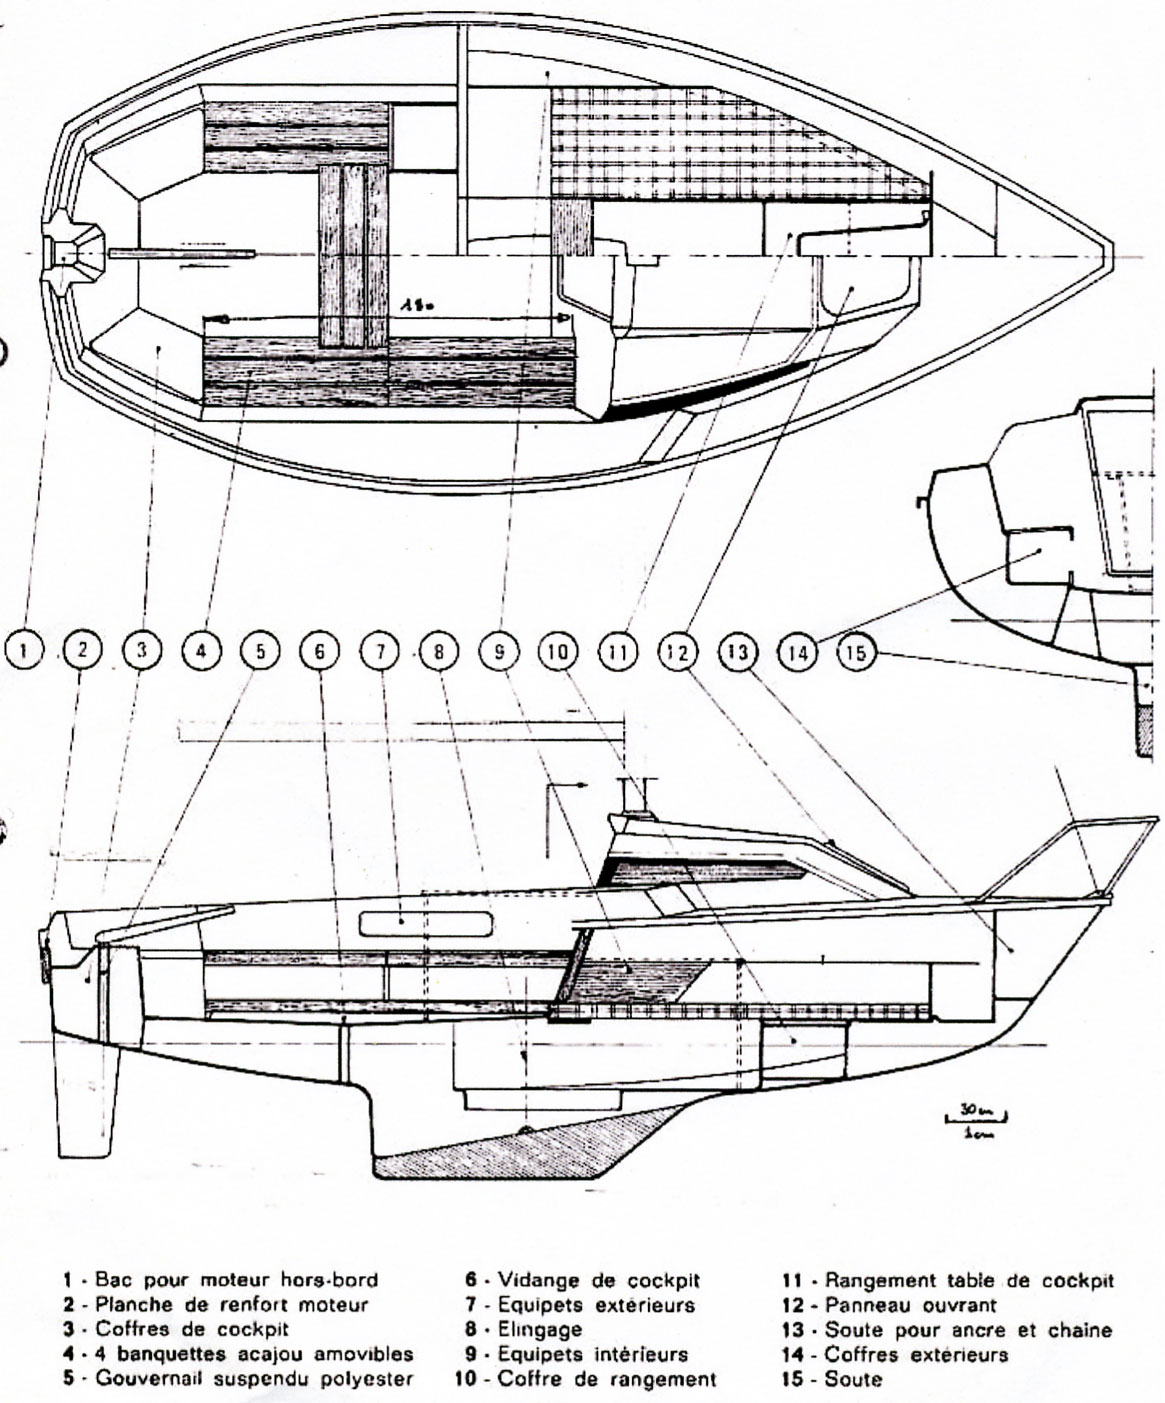 180
1 2 3 4 5 6 7 8 9 10 11 12 13 14 15
30cm
1cm
1 - Bac pour moteur hors-bord
2 - Planche de renfort moteur
3 - Coffres de cockpit
4 - 4 banquettes acajou amovibles
5 - Gouvernail suspendu polyester
6 - Vidange de cockpit
7 - Equipets extérieurs
8 - Elingage
9 - Equipets intérieurs
10 - Coffre de rangement
11 - Rangement table de cockpit
12 - Panneau ouvrant
13 - Soute pour ancre et chaine
14 - Coffres extérieurs
15 - Soute